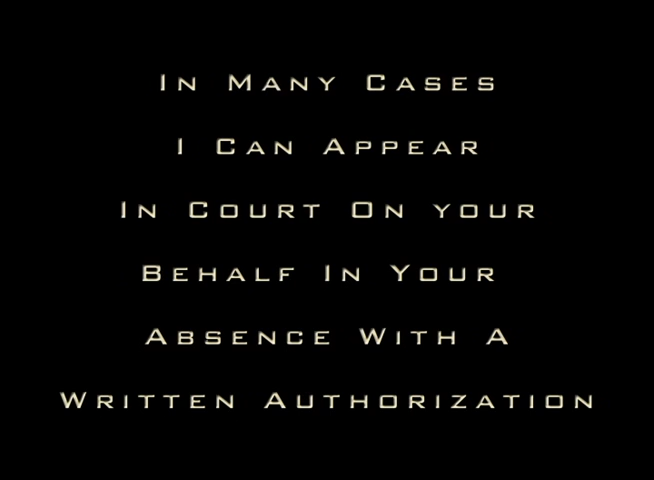 In Many Cases
I Can Appear
In Court On your
Behalf In Your
Absence With A
Written Authorization